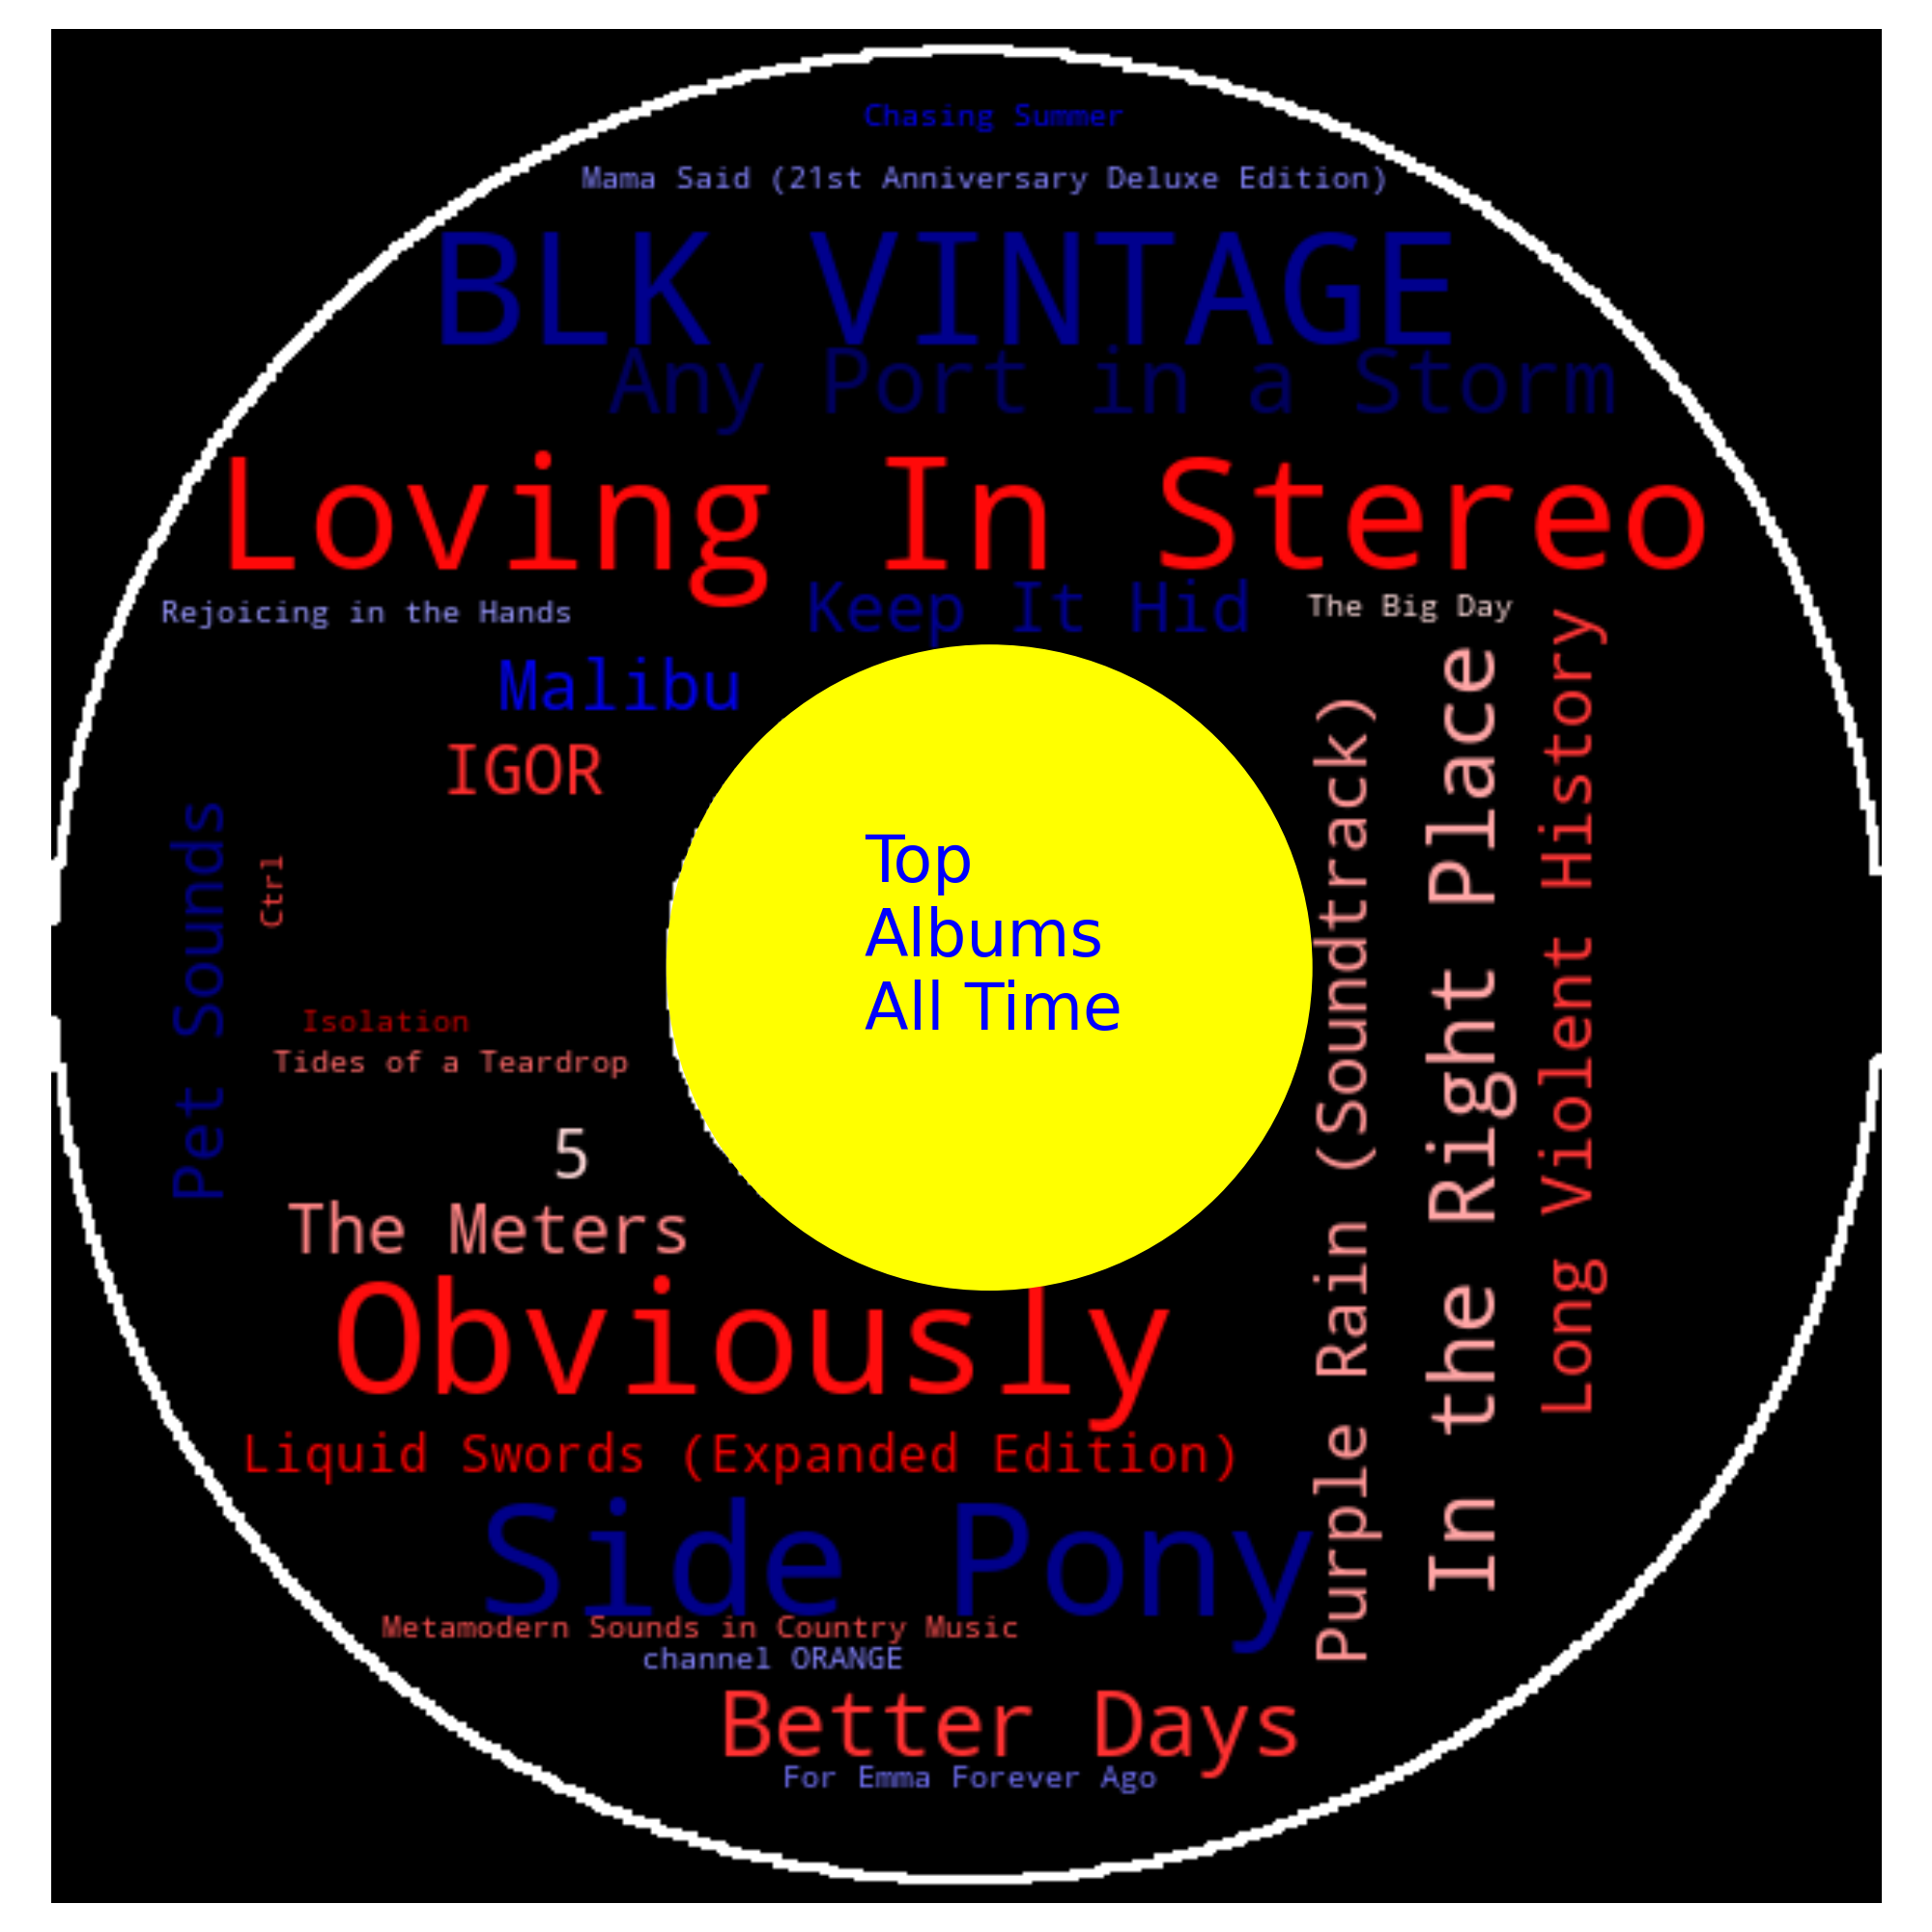 Chasing Summer
Mama Said (21st Anniversary Deluxe Edition)
BLK VINTAGE
Any Port in a Storm
Loving In Stereo
Keep It Hid
Rejoicing in the Hands
The Big Day
Malibu
IGOR
Pet Sounds
Ctrl
Top
Albums
All Time
Purple Rain (Soundtrack)
In the Right Place
Long Violent History
Isolation
Tides of a Teardrop
5
The Meters
Obviously
Liquid Swords (Expanded Edition)
Side Pony
Metamodern Sounds in Country Music
channel ORANGE
Better Days
For Emma Forever Ago